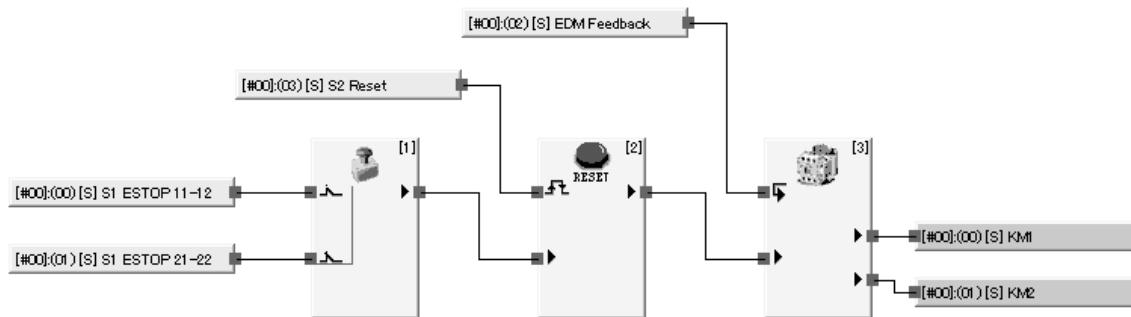 [#00]:(02) [S] EDM Feedback
[#00]:(03) [S] S2 Reset
[1]
[2]
[3]
RESET
[#00]:(00) [S] S1 ESTOP 11-12
[#00]:(00) [S] KM1
[#00]:(01) [S] S1 ESTOP 21-22
[#00]:(01) [S] KM2